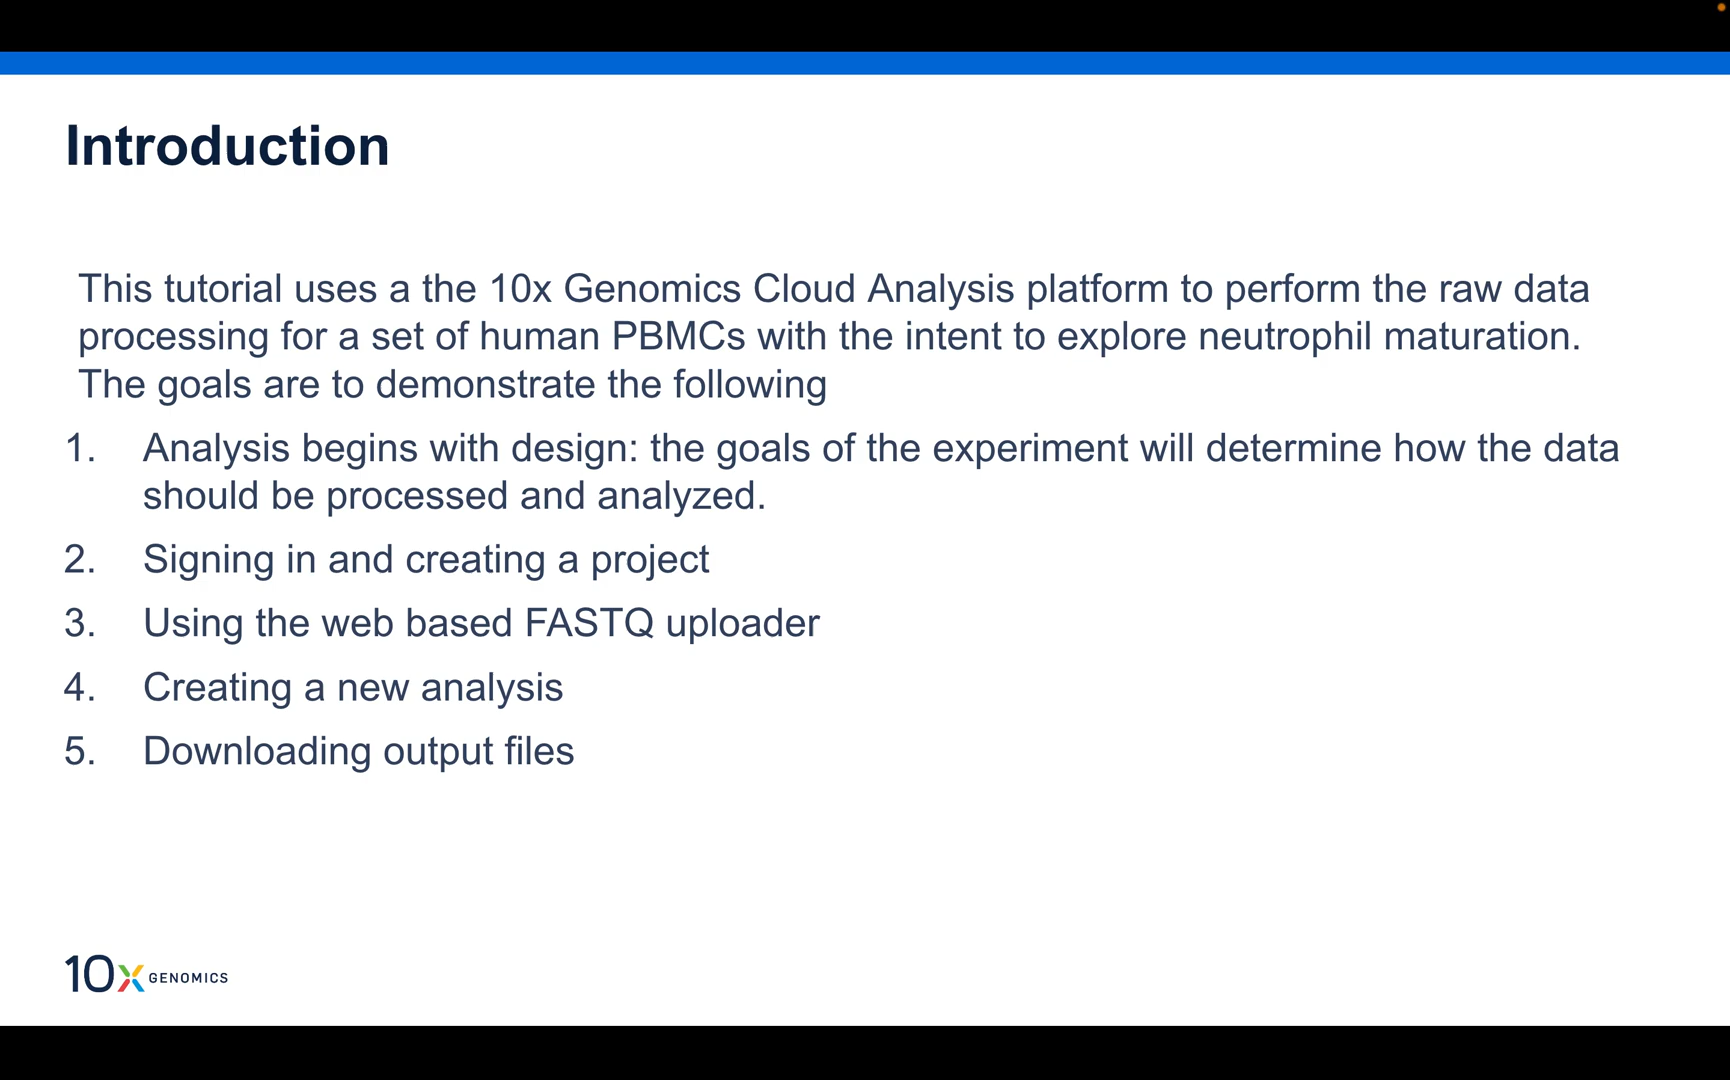 Introduction
This tutorial uses a the 10x Genomics Cloud Analysis platform to perform the raw data
processing for a set of human PBMCs with the intent to explore neutrophil maturation.
The goals are to demonstrate the following
1. Analysis begins with design: the goals of the experiment will determine how the data
should be processed and analyzed.
2. Signing in and creating a project
3. Using the web based FASTQ uploader
4. Creating a new analysis
5. Downloading output files
10x GENOMICS